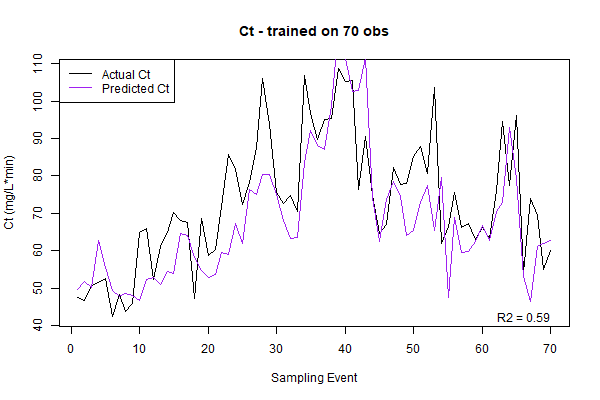 Ct - trained on 70 obs
Actual Ct
Predicted Ct
Ct (mg/L*min)
110
100
90
80
70
60
50
40
R2 = 0.59
0 10 20 30 40 50 60 70
Sampling Event